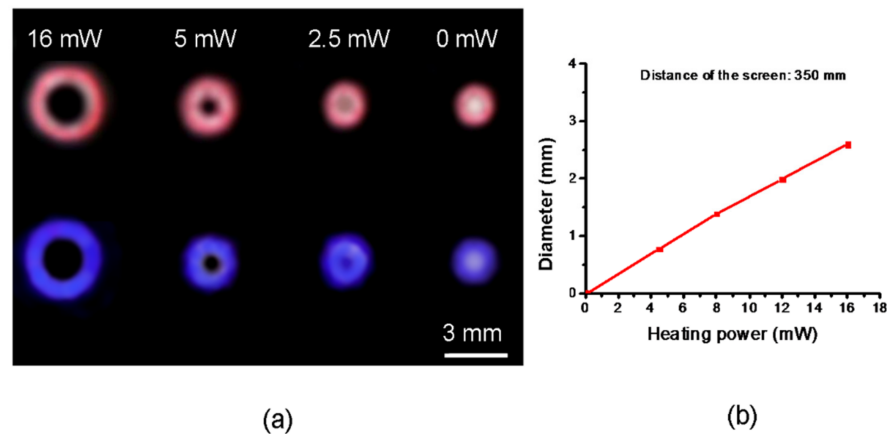 16 mW 5 mW 2.5 mW 0 mW
3 mm
(a)
Distance of the screen: 350 mm
Diameter (mm)
4
3
2
1
0
0 2 4 6 8 10 12 14 16 18
Heating power (mW)
(b)